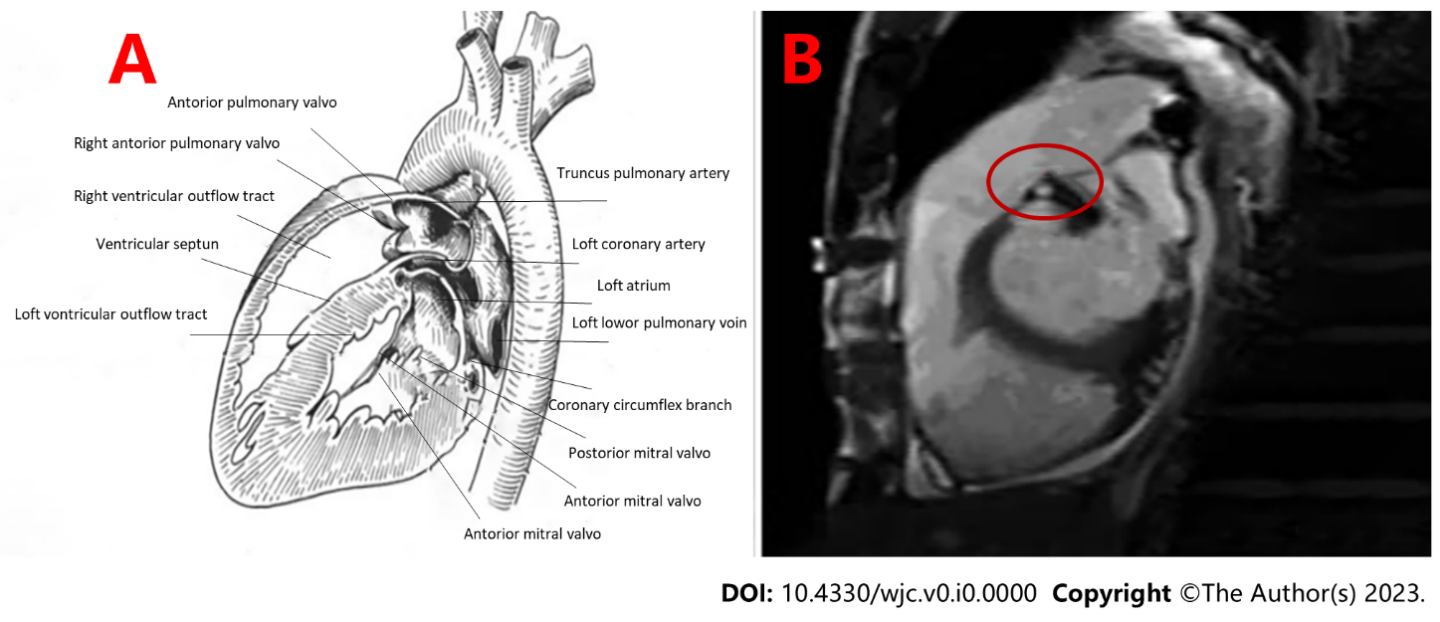 A
B
Antorior pulmonary valvo
Right antorior pulmonary valvo
Right ventricular outflow tract
Ventricular septun
Loft vontricular outflow tract
Truncus pulmonary artery
Loft coronary artery
Loft atrium
Loft lowor pulmonary voin
Coronary circumflex branch
Postorior mitral valvo
Antorior mitral valvo
Antorior mitral valvo
DOI: 10.4330/wjc.v0.i0.0000 Copyright ©The Author(s) 2023.